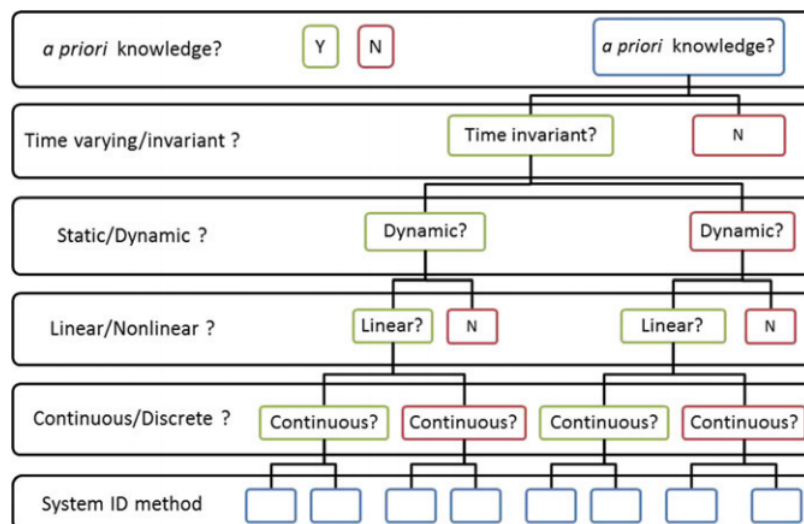 a priori knowledge? Y N a priori knowledge?
Time varying/invariant ? Time invariant? N
Static/Dynamic ? Dynamic? Dynamic?
Linear/Nonlinear ? Linear? N Linear? N
Continuous/Discrete ? Continuous? Continuous? Continuous? Continuous?
System ID method